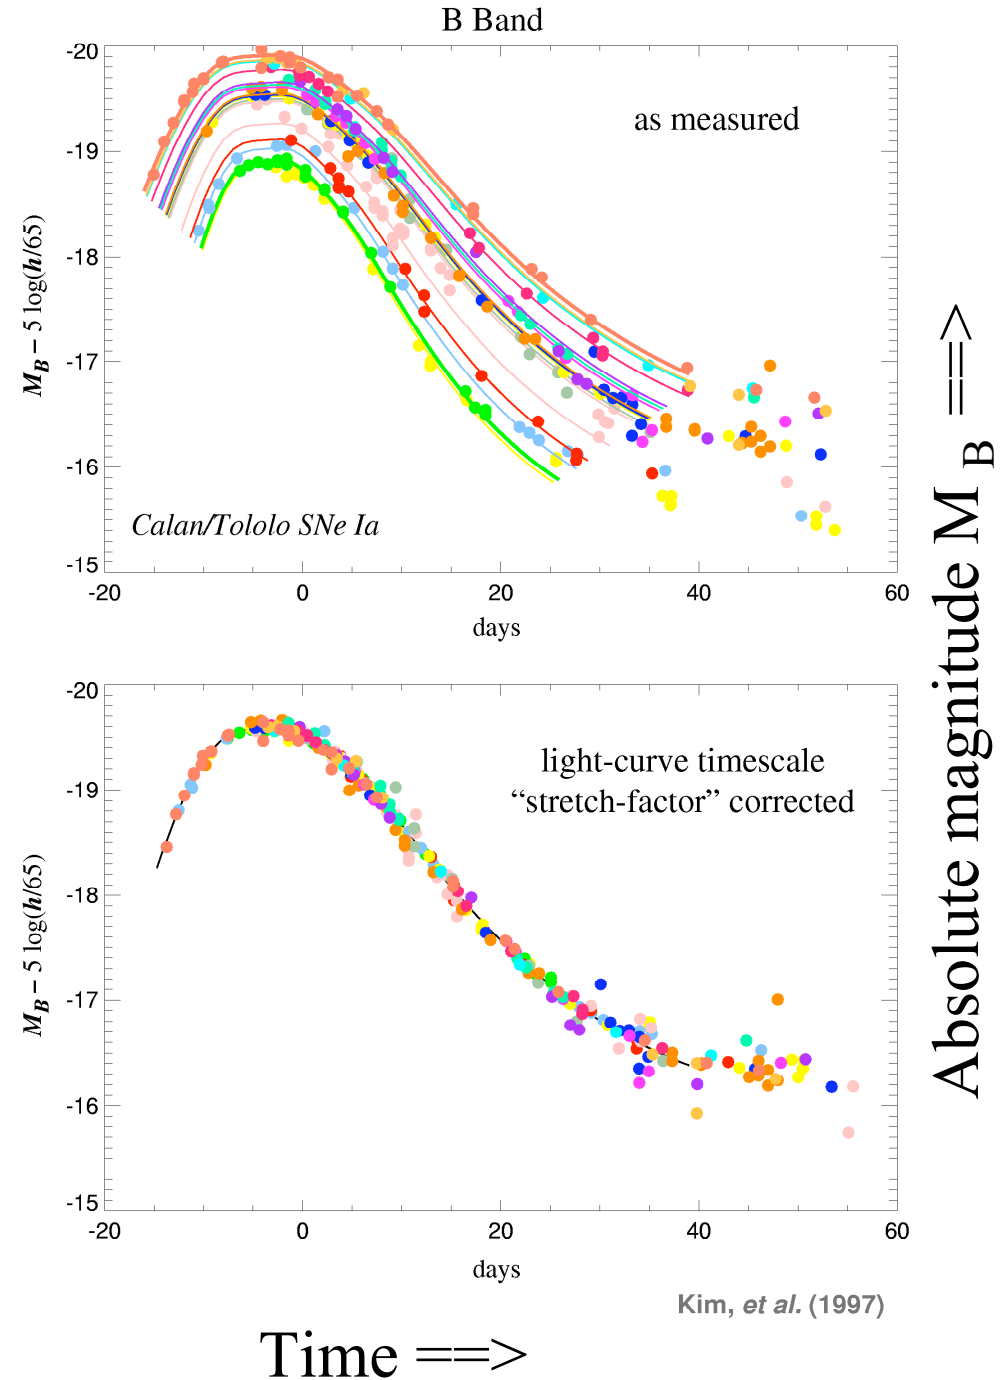 B Band
-20
-19
-18
-17
-16
-15
as measured
Calan/Tololo SNe Ia
M_B – 5 log(h/65)
-20 0 20 40 60
days
-20
-19
-18
-17
-16
-15
light-curve timescale
“stretch-factor” corrected
M_B – 5 log(h/65)
-20 0 20 40 60
days
Absolute magnitude M_B ==>
Kim, et al. (1997)
Time ==>